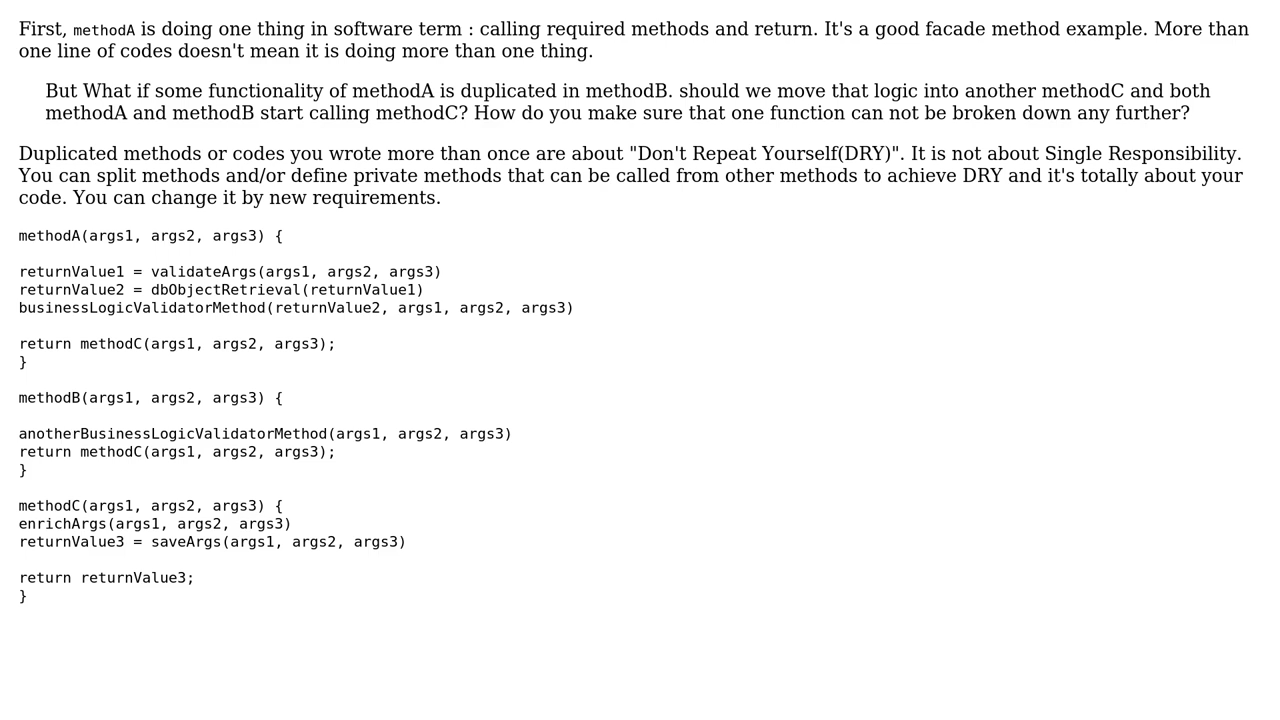 First, methodA is doing one thing in software term : calling required methods and return. It's a good facade method example. More than
one line of codes doesn't mean it is doing more than one thing.
But What if some functionality of methodA is duplicated in methodB. should we move that logic into another methodC and both
methodA and methodB start calling methodC? How do you make sure that one function can not be broken down any further?
Duplicated methods or codes you wrote more than once are about "Don't Repeat Yourself(DRY)". It is not about Single Responsibility.
You can split methods and/or define private methods that can be called from other methods to achieve DRY and it's totally about your
code. You can change it by new requirements.
methodA(args1, args2, args3) {
returnValue1 = validateArgs(args1, args2, args3)
returnValue2 = dbObjectRetrieval(returnValue1)
businessLogicValidatorMethod(returnValue2, args1, args2, args3)
return methodC(args1, args2, args3);
}
methodB(args1, args2, args3) {
anotherBusinessLogicValidatorMethod(args1, args2, args3)
return methodC(args1, args2, args3);
}
methodC(args1, args2, args3) {
enrichArgs(args1, args2, args3)
returnValue3 = saveArgs(args1, args2, args3)
return returnValue3;
}